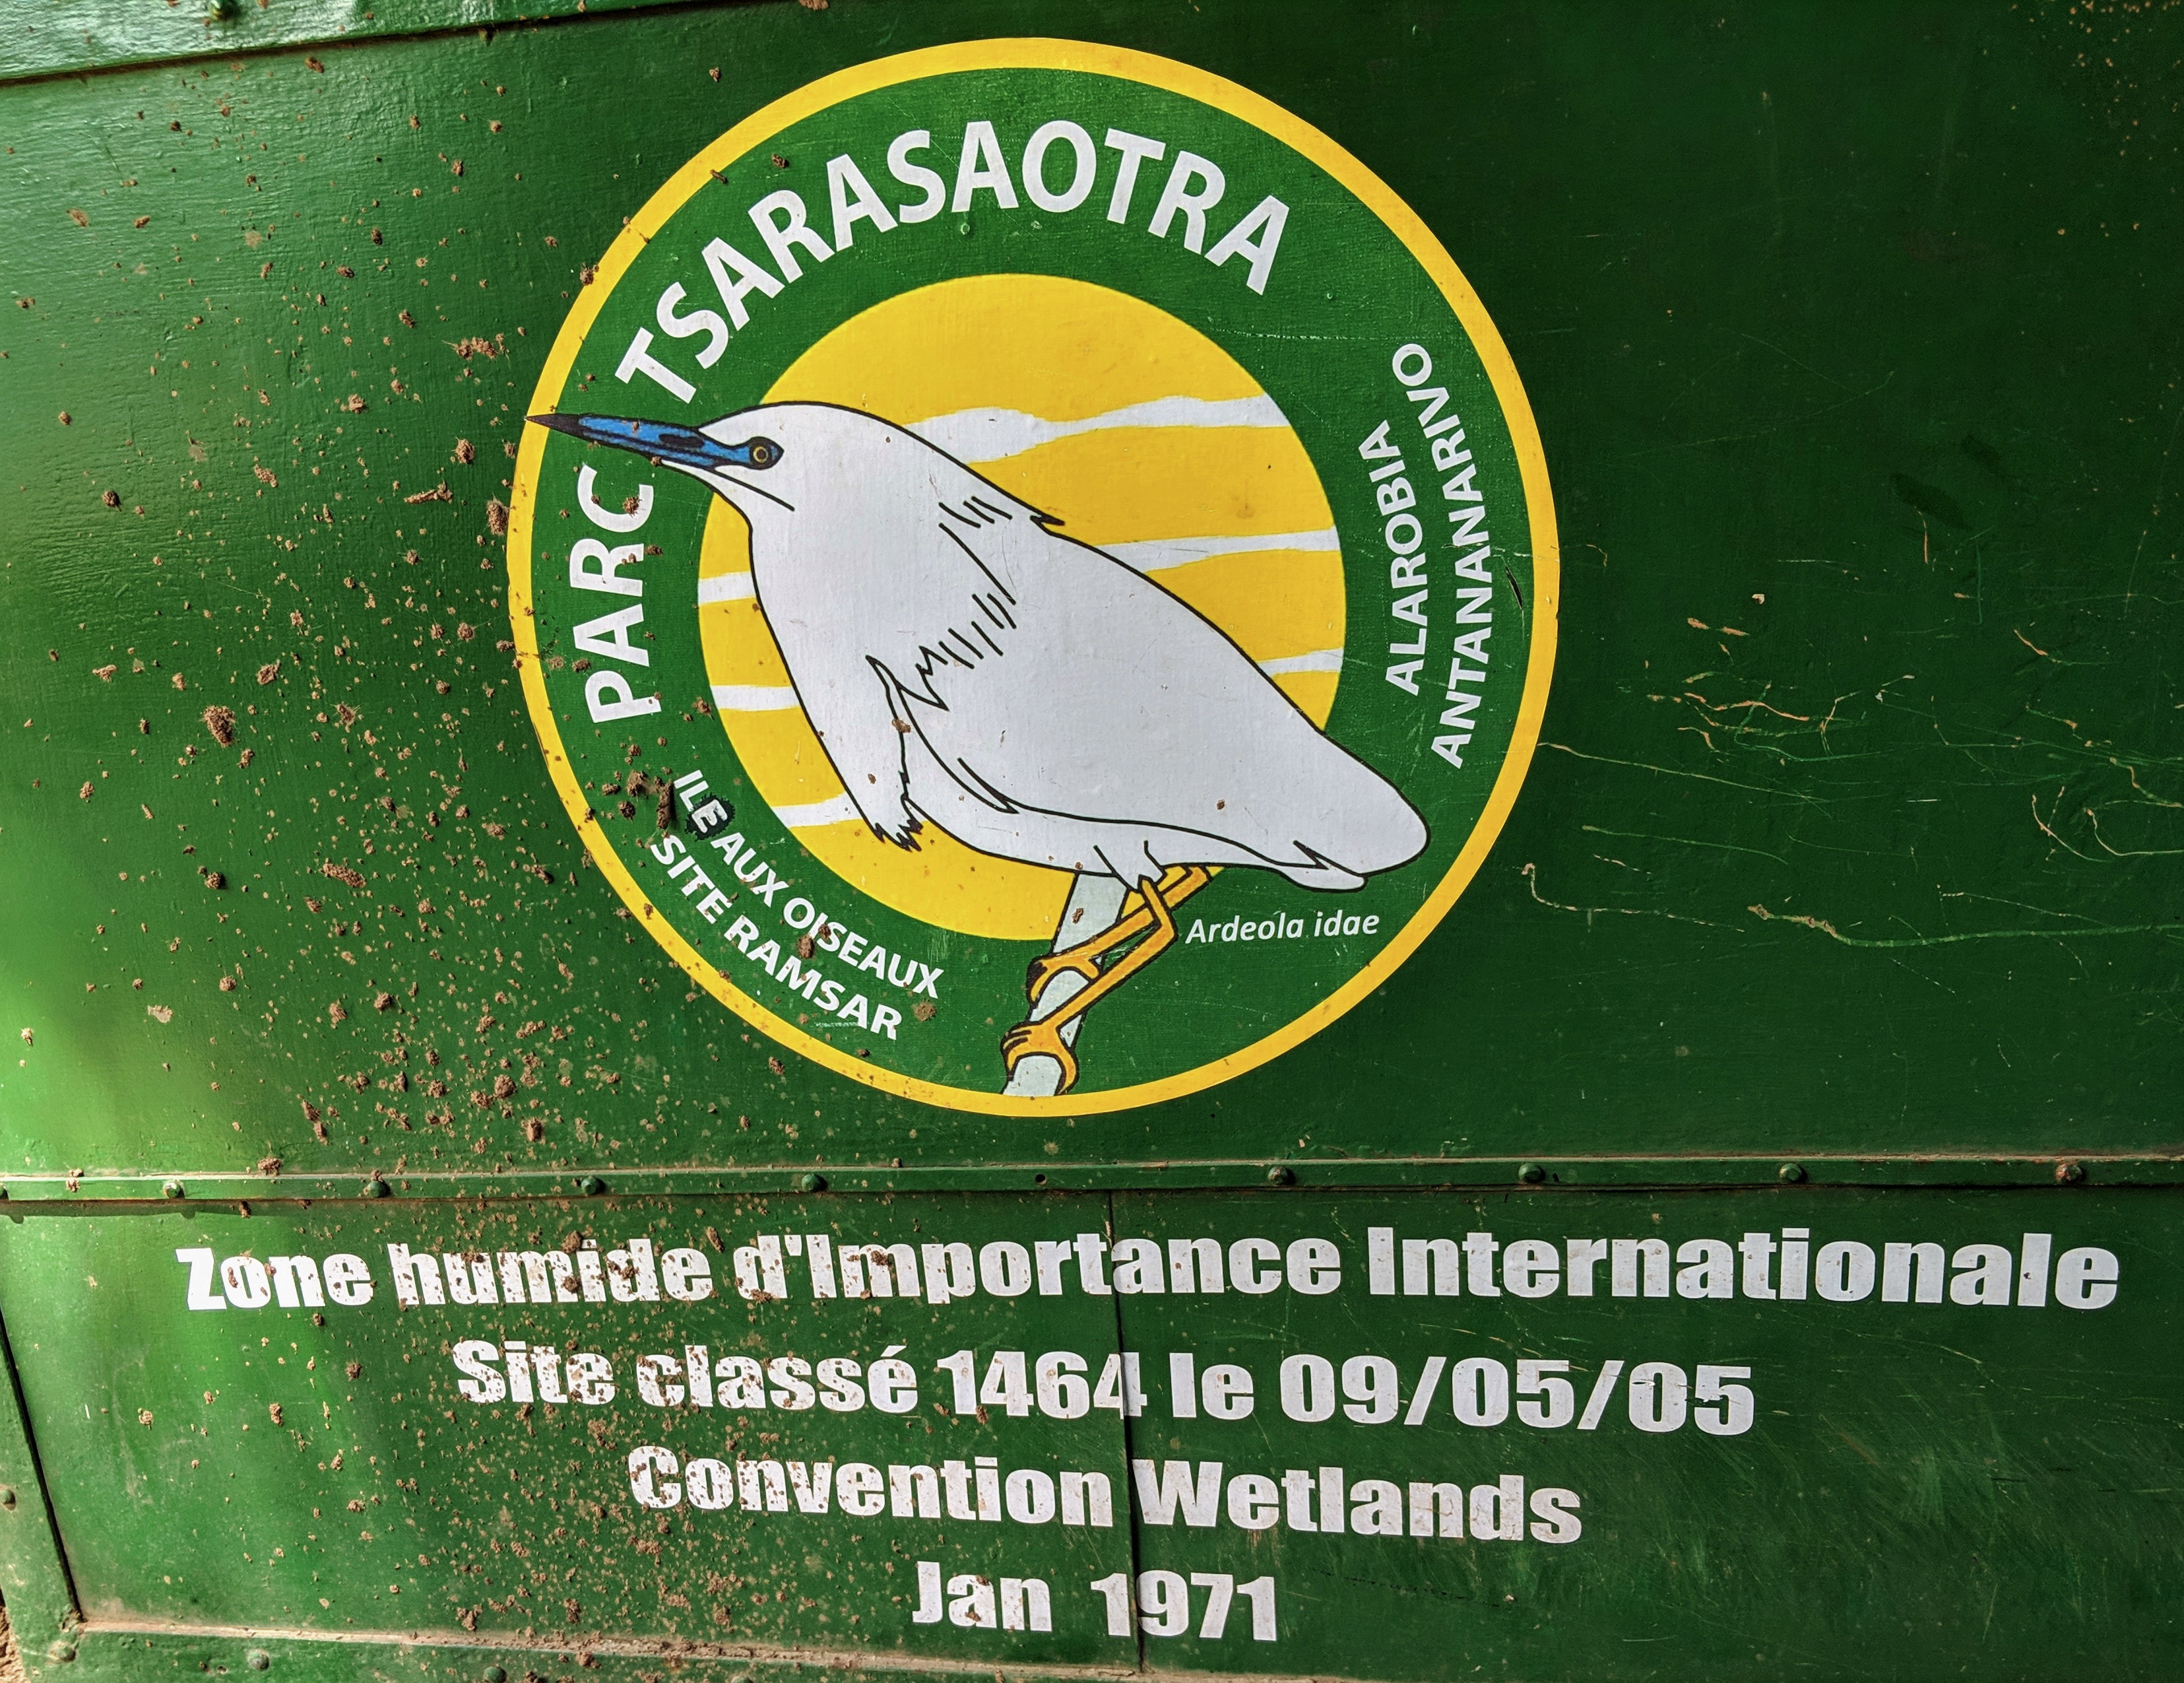 PARC TSARASAOTRA
ALAROBIA
ANTANANARIVO
ILE AUX OISEAUX
SITE RAMSAR
Ardeola idae
Zone humide d'Importance Internationale
Site classé 1464 le 09/05/05
Convention Wetlands
Jan 1971